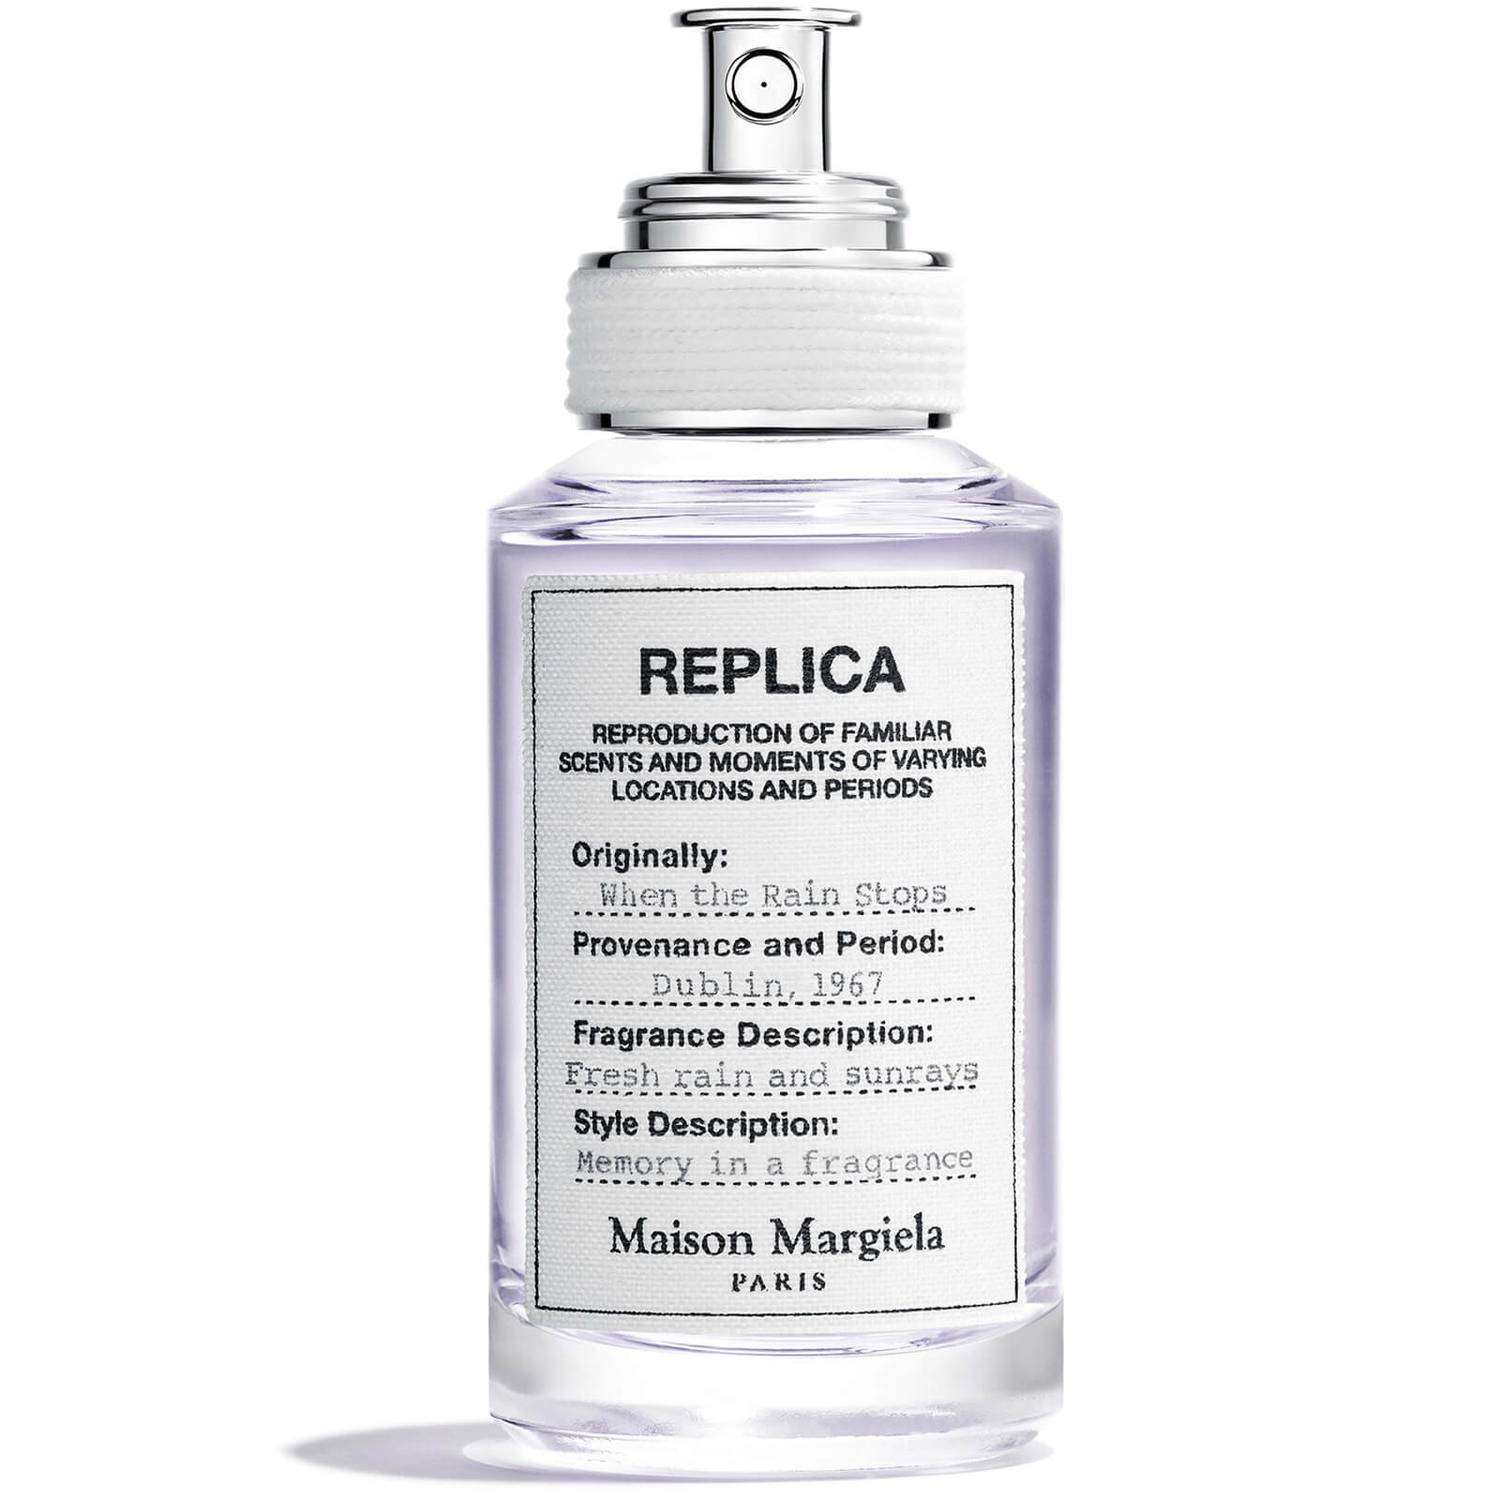 REPLICA
REPRODUCTION OF FAMILIAR
SCENTS AND MOMENTS OF VARYING
LOCATIONS AND PERIODS
Originally:
When the Rain Stops
Provenance and Period:
Dublin, 1967
Fragrance Description:
Fresh rain and sunrays
Style Description:
Memory in a fragrance
Maison Margiela
PARIS